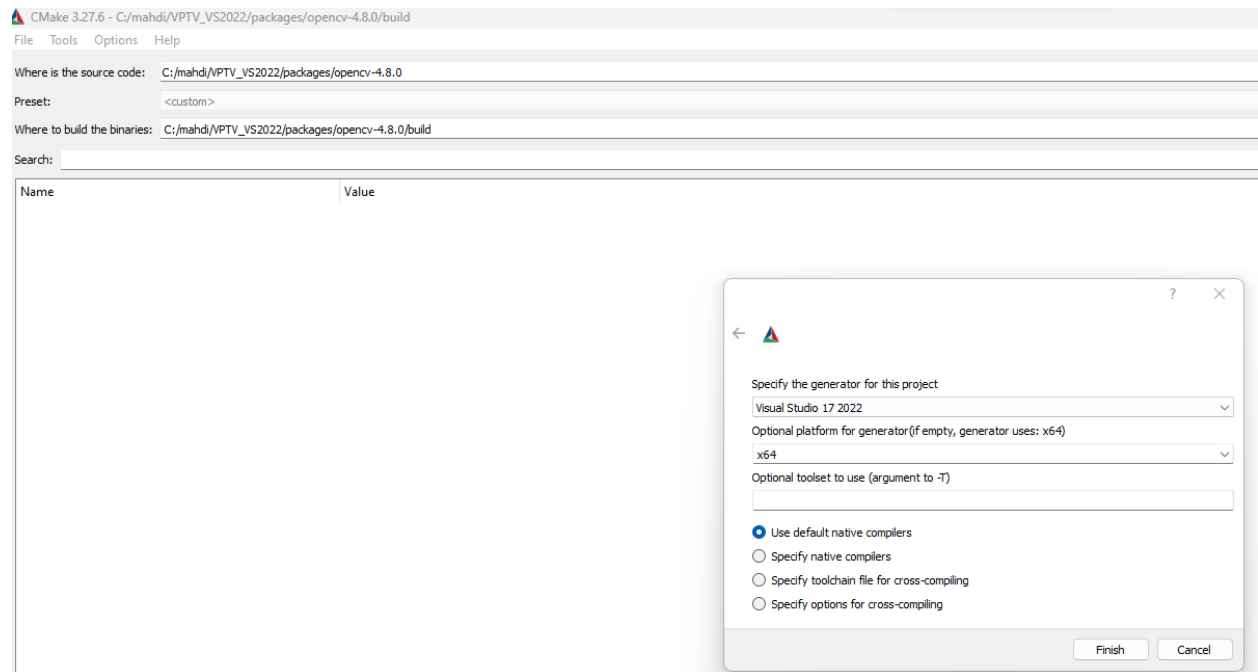 CMake 3.27.6 - C:/mahdi/VPTV_VS2022/packages/opencv-4.8.0/build
File Tools Options Help
Where is the source code: C:/mahdi/VPTV_VS2022/packages/opencv-4.8.0
Preset: <custom>
Where to build the binaries: C:/mahdi/VPTV_VS2022/packages/opencv-4.8.0/build
Search:
Name Value
?
Specify the generator for this project
Visual Studio 17 2022
Optional platform for generator(if empty, generator uses: x64)
x64
Optional toolset to use (argument to -T)
Use default native compilers
Specify native compilers
Specify toolchain file for cross-compiling
Specify options for cross-compiling
Finish Cancel